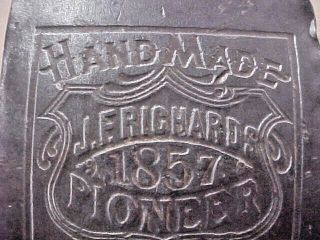 HAND MADE
J.F. RICHARDS
1857
PIONEER